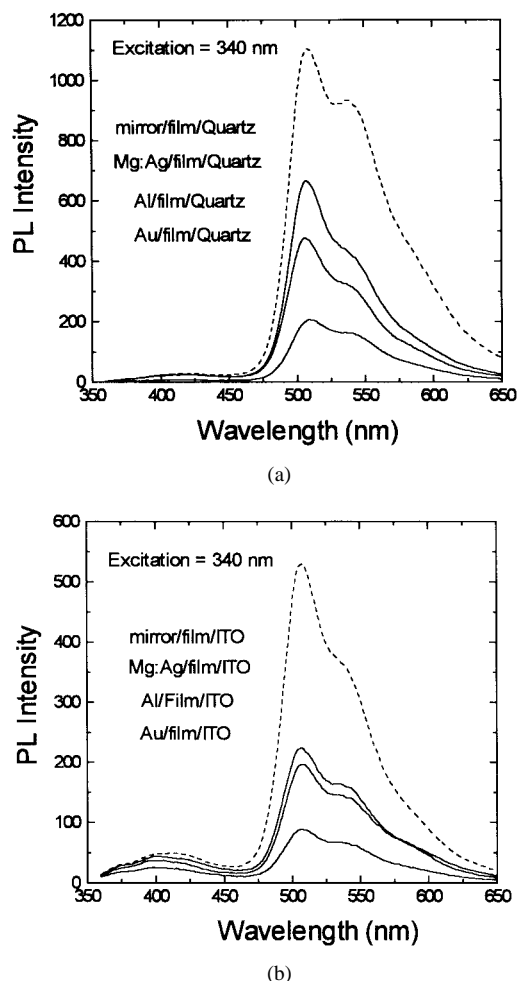 1200
1000
800
600
400
200
0
PL Intensity
Excitation = 340 nm
mirror/film/Quartz
Mg:Ag/film/Quartz
Al/film/Quartz
Au/film/Quartz
350 400 450 500 550 600 650
Wavelength (nm)
(a)
600
500
400
300
200
100
50
0
PL Intensity
Excitation = 340 nm
mirror/film/ITO
Mg:Ag/film/ITO
Al/Film/ITO
Au/film/ITO
350 400 450 500 550 600 650
Wavelength (nm)
(b)